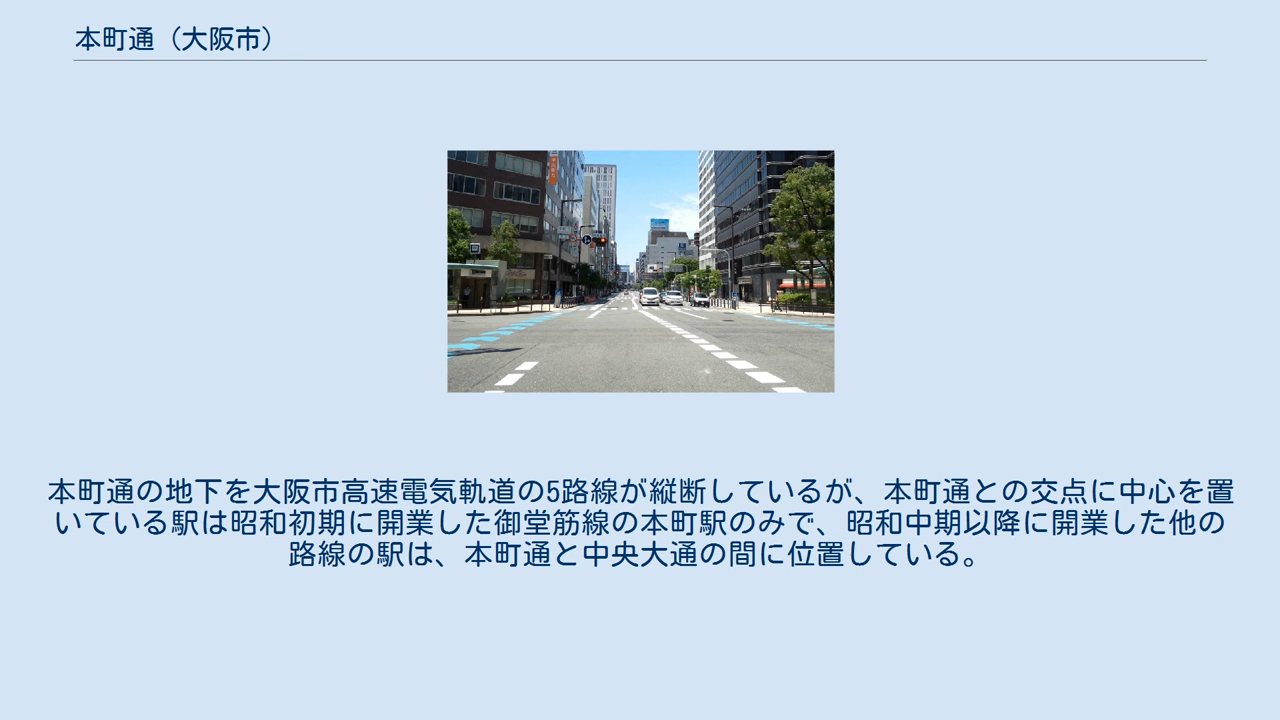 本町通（大阪市）
本町通の地下を大阪市高速電気軌道の5路線が縦断しているが、本町通との交点に中心を置
いている駅は昭和初期に開業した御堂筋線の本町駅のみで、昭和中期以降に開業した他の
路線の駅は、本町通と中央大通の間に位置している。